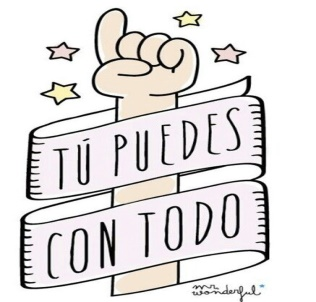 TÚ PUEDES
CON TODO
mr.
wonderful*